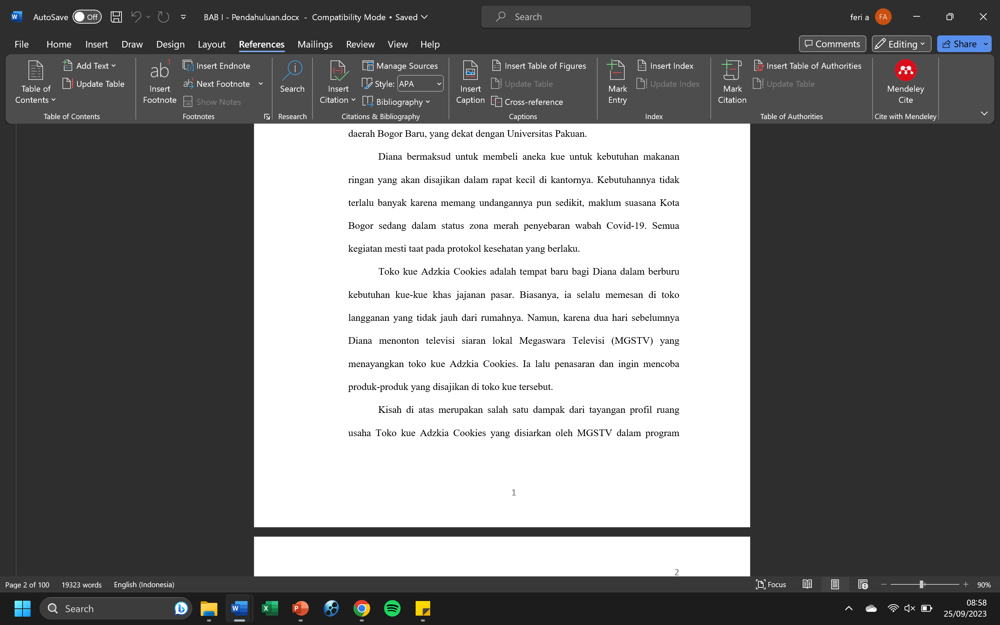 AutoSave Off BAB I - Pendahuluan.docx - Compatibility Mode • Saved Search feri a FA
File Home Insert Draw Design Layout References Mailings Review View Help Comments Editing Share
Table of Contents
Add Text
Update Table
Table of Contents
Insert Footnote
Insert Endnote
Next Footnote
Show Notes
Footnotes
Search
Research
Insert Citation
Manage Sources
Style: APA
Bibliography
Citations & Bibliography
Insert Caption
Insert Table of Figures
Update Table
Cross-reference
Captions
Mark Entry
Insert Index
Update Index
Index
Mark Citation
Insert Table of Authorities
Update Table
Table of Authorities
Mendeley Cite
Cite with Mendeley
daerah Bogor Baru, yang dekat dengan Universitas Pakuan.
Diana bermaksud untuk membeli aneka kue untuk kebutuhan makanan
ringan yang akan disajikan dalam rapat kecil di kantornya. Kebutuhannya tidak
terlalu banyak karena memang undangannya pun sedikit, maklum suasana Kota
Bogor sedang dalam status zona merah penyebaran wabah Covid-19. Semua
kegiatan mesti taat pada protokol kesehatan yang berlaku.
Toko kue Adzkia Cookies adalah tempat baru bagi Diana dalam berburu
kebutuhan kue-kue khas jajanan pasar. Biasanya, ia selalu memesan di toko
langganan yang tidak jauh dari rumahnya. Namun, karena dua hari sebelumnya
Diana menonton televisi siaran lokal Megaswara Televisi (MGSTV) yang
menayangkan toko kue Adzkia Cookies. Ia lalu penasaran dan ingin mencoba
produk-produk yang disajikan di toko kue tersebut.
Kisah di atas merupakan salah satu dampak dari tayangan profil ruang
usaha Toko kue Adzkia Cookies yang disiarkan oleh MGSTV dalam program
1
2
Page 2 of 100 19323 words English (Indonesia) Focus 90%
Search 08:58
25/09/2023